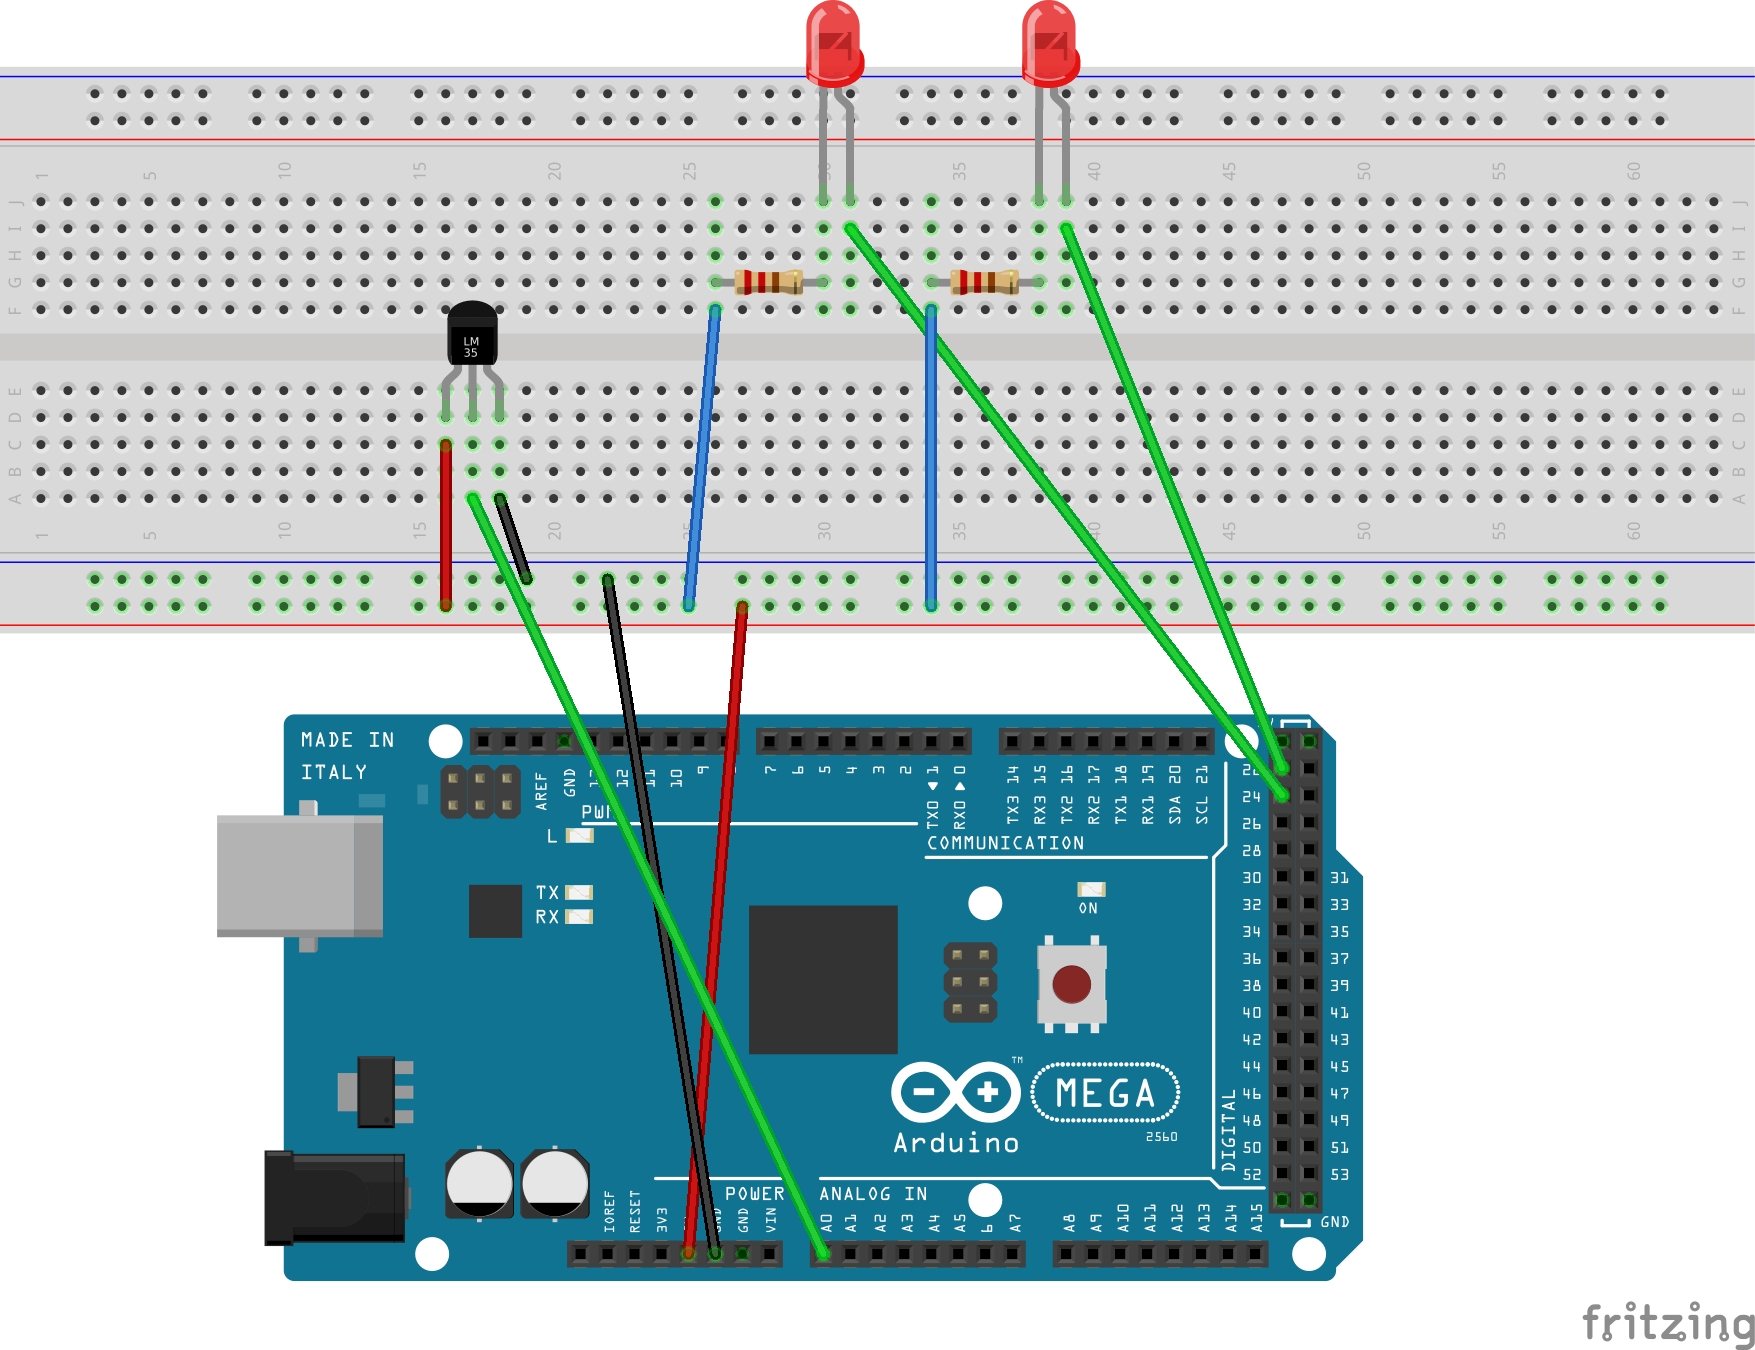 1 5 10 15 20 25 30 35 40 45 50 55 60
J J
I I
H H
G G
F F
LM
35
E E
D D
C C
B B
A A
1 5 10 15 20 25 30 35 40 45 50 55 60
MADE IN
ITALY
AREF GND 13 12 11 10 9 7 6 5 4 3 2 TX0 1 RX0 0 TX3 14 RX3 15 TX2 16 RX2 17 TX1 18 RX1 19 SDA 20 SCL 21
PWM
COMMUNICATION
L
TX
RX
ON
22
24
26
28
30 31
32 33
34 35
36 37
38 39
40 41
42 43
44 45
46 47
48 49
50 51
52 53
GND
DIGITAL
Arduino
TM
MEGA
2560
POWER ANALOG IN
IOREF RESET 3V3 GND GND VIN A0 A1 A2 A3 A4 A5 6 A7 A8 A9 A10 A11 A12 A13 A14 A15
fritzing